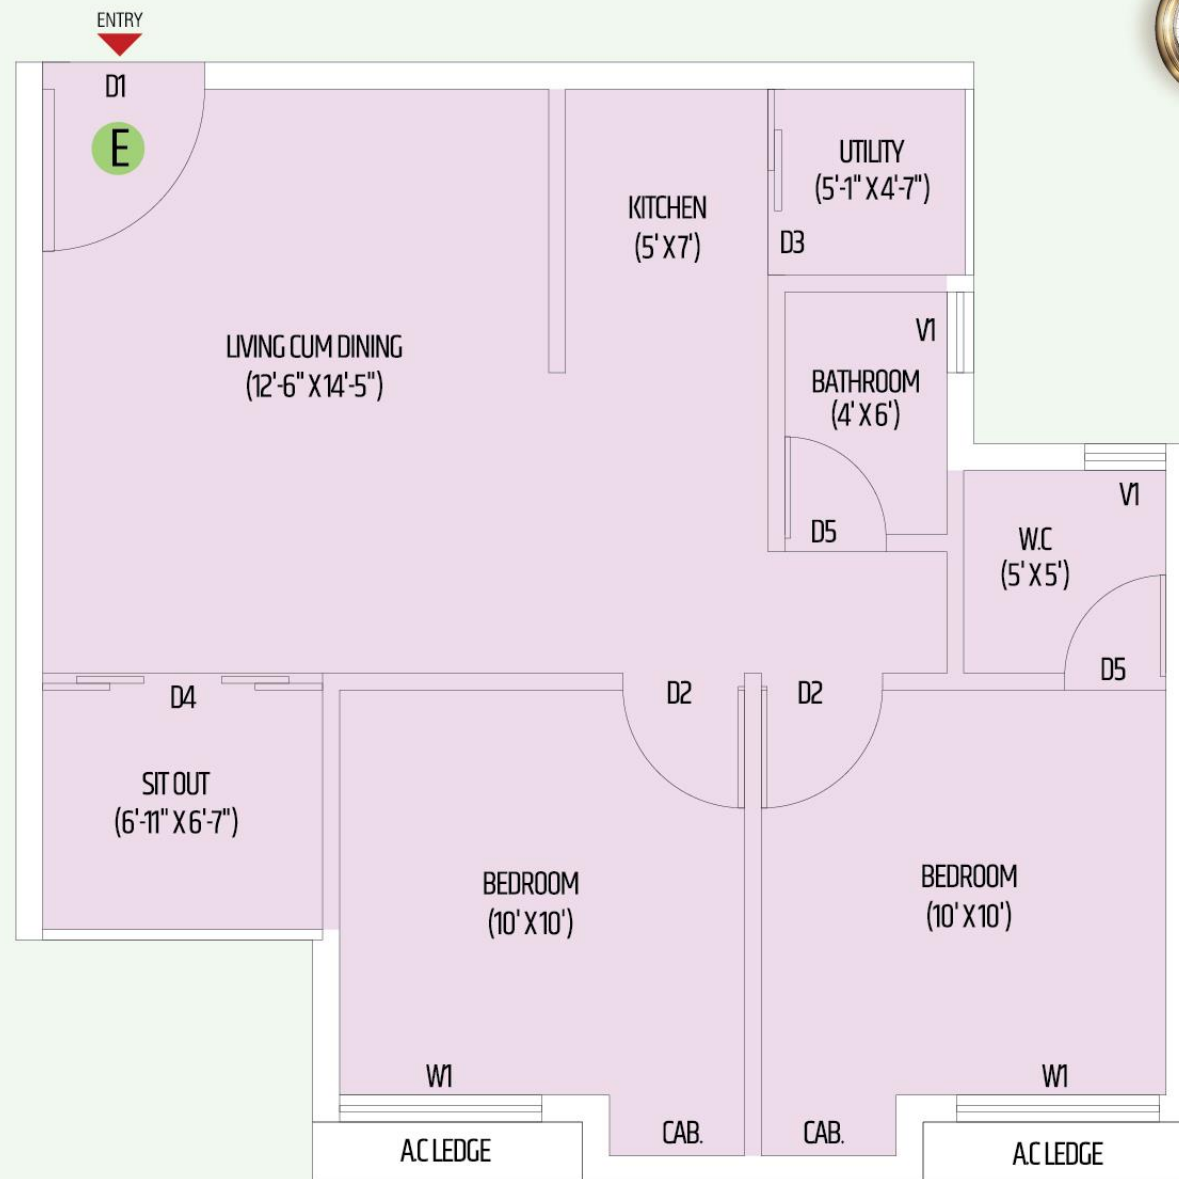 ENTRY
D1
E
UTILITY
(5'-1" X 4'-7")
KITCHEN
(5' X 7')
D3
LIVING CUM DINING
(12'-6" X 14'-5")
V1
BATHROOM
(4' X 6')
D5
V1
W.C
(5' X 5')
D5
D4
D2
D2
SIT OUT
(6'-11" X 6'-7")
BEDROOM
(10' X 10')
BEDROOM
(10' X 10')
W1
W1
CAB.
CAB.
A.C LEDGE
A.C LEDGE